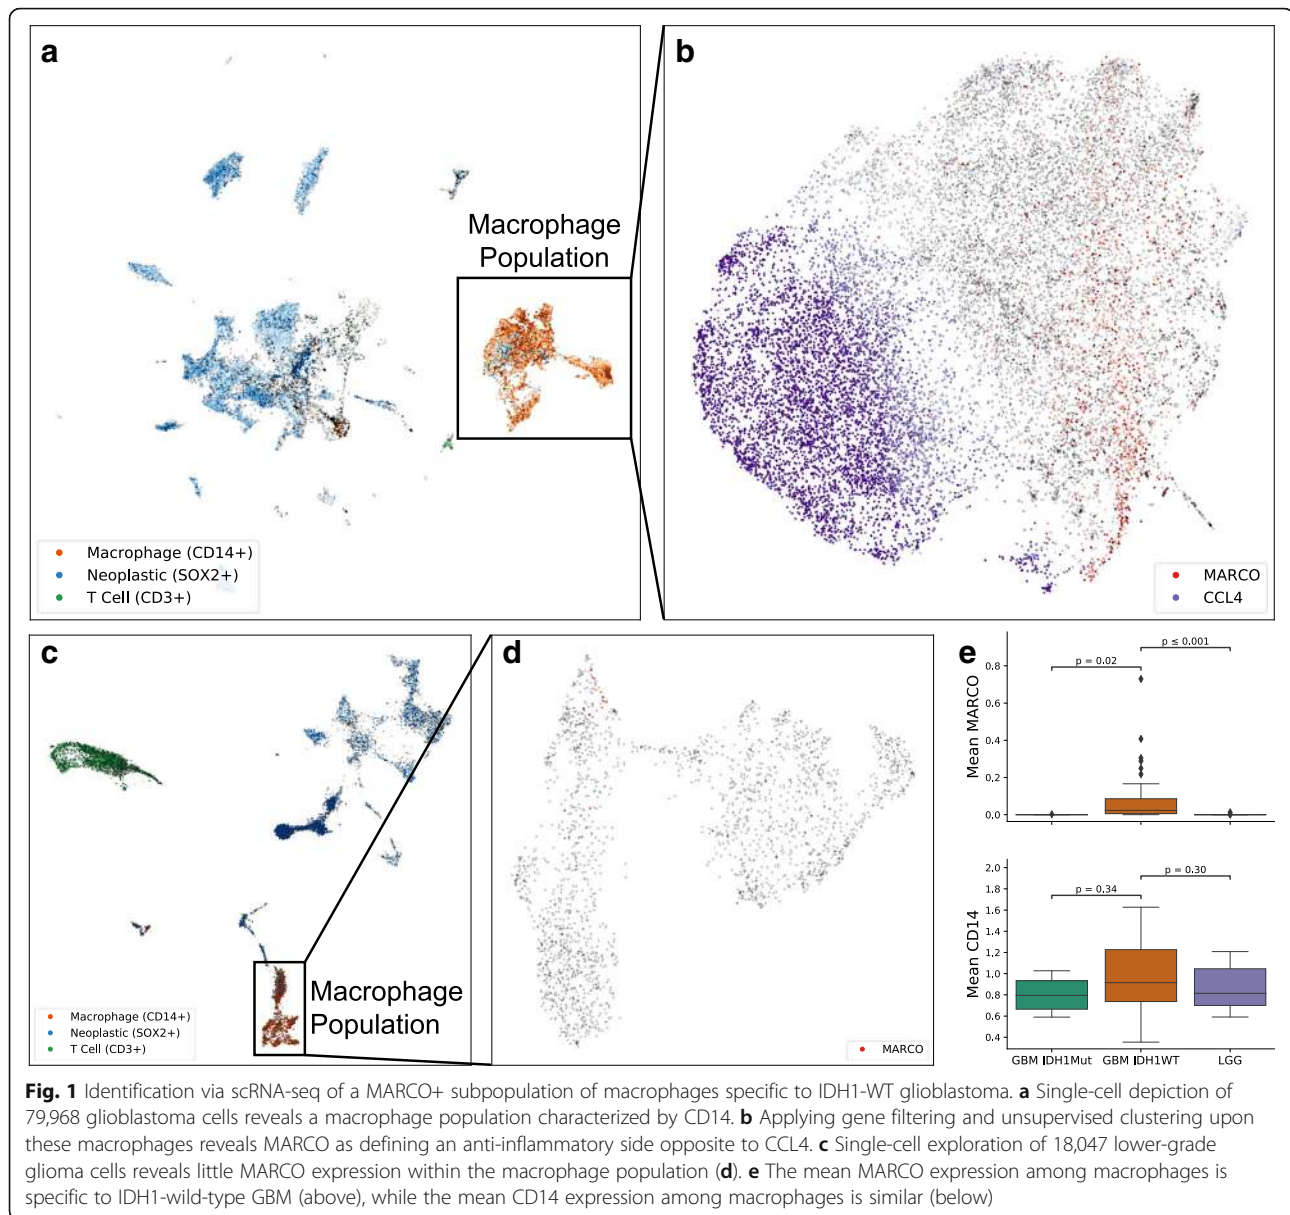 a
Macrophage
Population
Macrophage (CD14+)
Neoplastic (SOX2+)
T Cell (CD3+)
b
MARCO
CCL4
c
Macrophage
Population
Macrophage (CD14+)
Neoplastic (SOX2+)
T Cell (CD3+)
d
MARCO
e
p ≤ 0.001
p = 0.02
Mean MARCO
0.8
0.6
0.4
0.2
0.0
p = 0.30
p = 0.34
Mean CD14
2.0
1.8
1.6
1.4
1.2
1.0
0.8
0.6
0.4
GBM IDH1Mut GBM IDH1WT LGG
Fig. 1 Identification via scRNA-seq of a MARCO+ subpopulation of macrophages specific to IDH1-WT glioblastoma. a Single-cell depiction of
79,968 glioblastoma cells reveals a macrophage population characterized by CD14. b Applying gene filtering and unsupervised clustering upon
these macrophages reveals MARCO as defining an anti-inflammatory side opposite to CCL4. c Single-cell exploration of 18,047 lower-grade
glioma cells reveals little MARCO expression within the macrophage population (d). e The mean MARCO expression among macrophages is
specific to IDH1-wild-type GBM (above), while the mean CD14 expression among macrophages is similar (below)